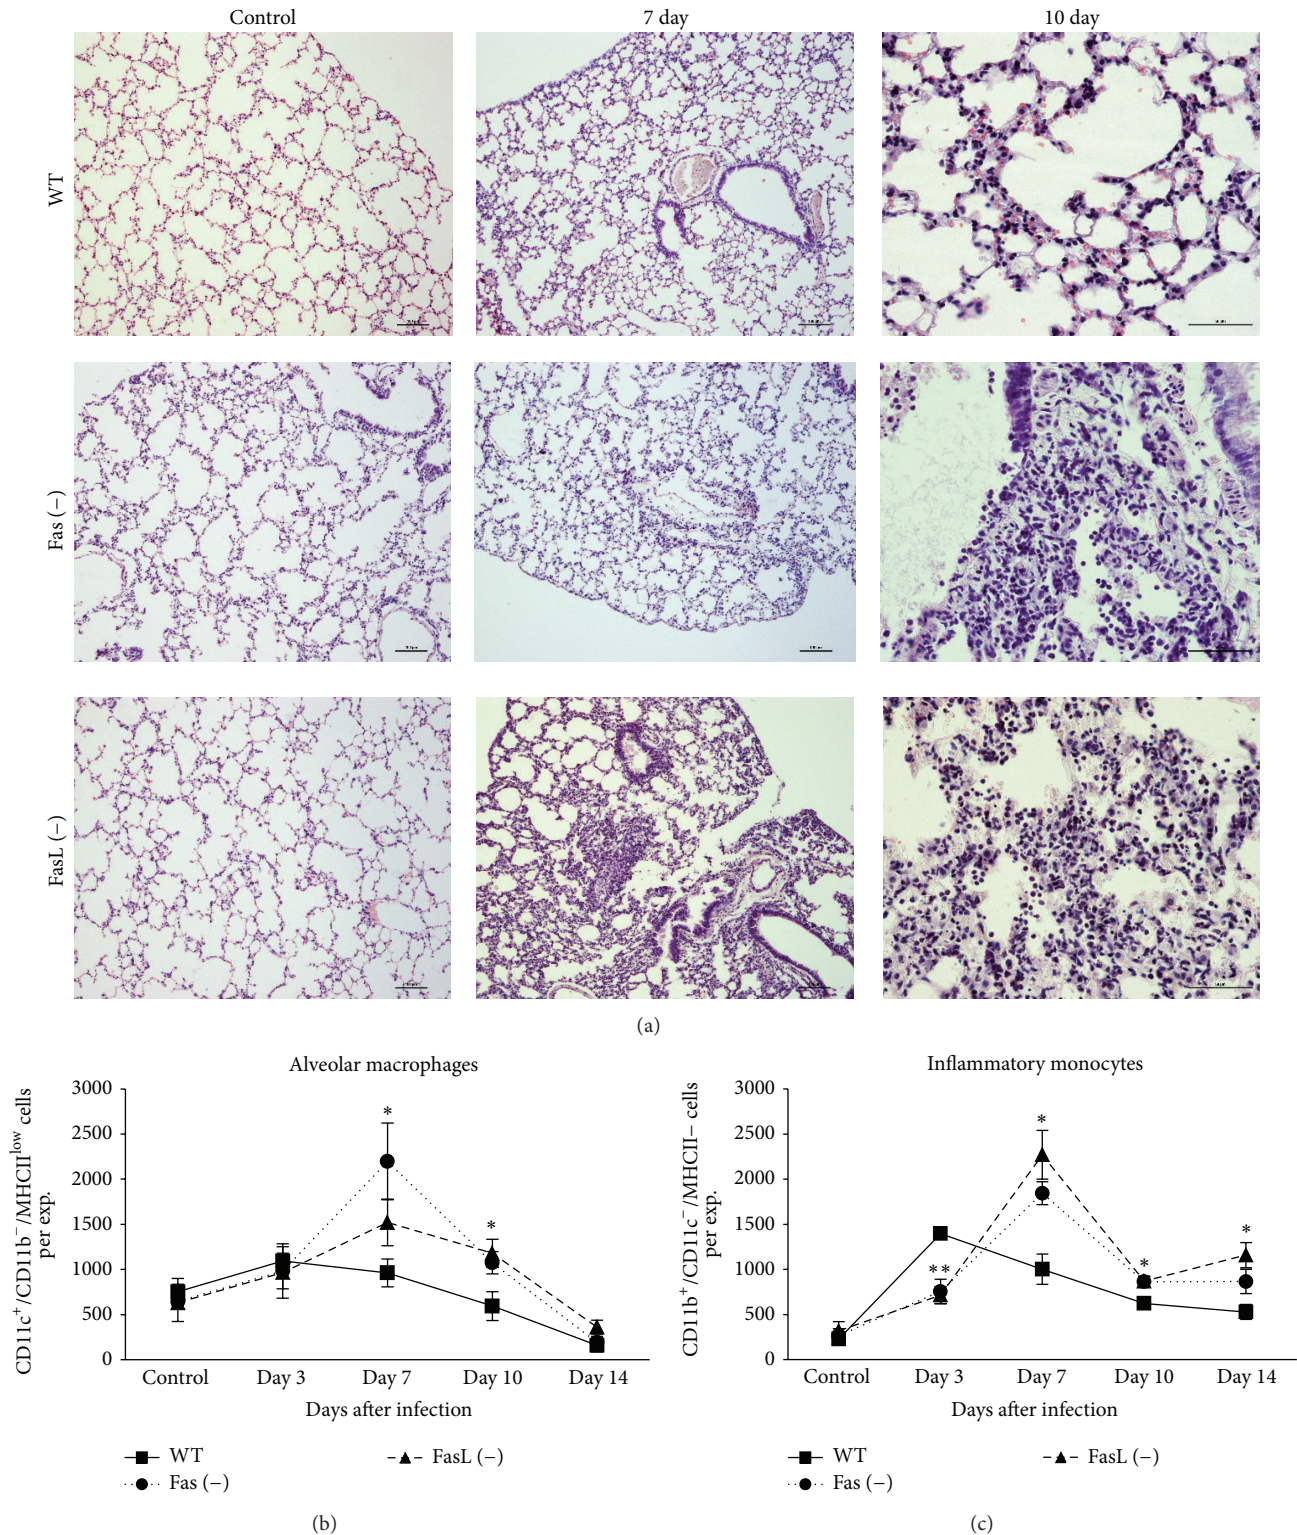 Control
7 day
10 day
WT
Fas (−)
FasL (−)
(a)
Alveolar macrophages
CD11c⁺/CD11b⁻/MHCII^low cells
per exp.
3000
2500
2000
1500
1000
500
0
*
*
Control
Day 3
Day 7
Day 10
Day 14
Days after infection
WT
Fas (−)
FasL (−)
(b)
Inflammatory monocytes
CD11b⁺/CD11c⁻/MHCII− cells
per exp.
3000
2500
2000
1500
1000
500
0
**
*
*
*
Control
Day 3
Day 7
Day 10
Day 14
Days after infection
WT
Fas (−)
FasL (−)
(c)